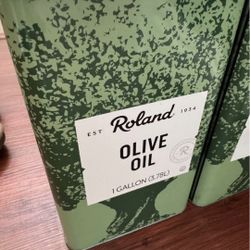 Roland®
EST 1934
OLIVE
OIL
1 GALLON (3.78L)